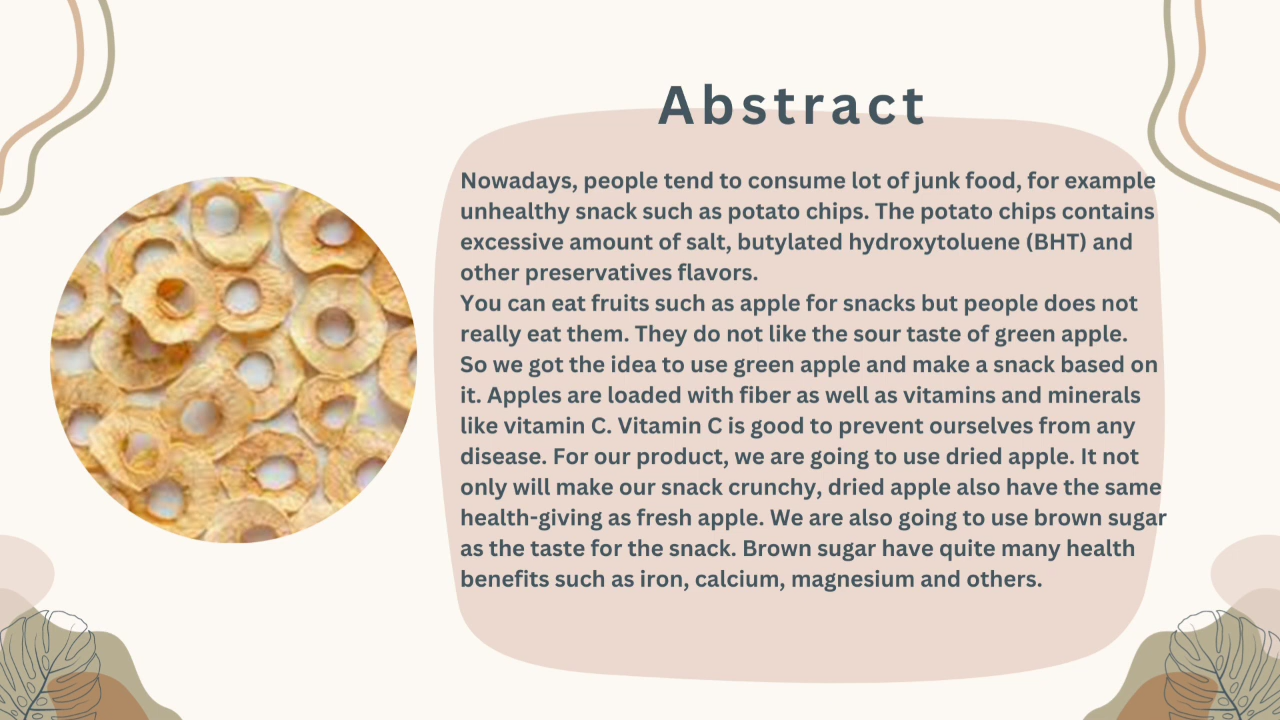 Abstract
Nowadays, people tend to consume lot of junk food, for example
unhealthy snack such as potato chips. The potato chips contains
excessive amount of salt, butylated hydroxytoluene (BHT) and
other preservatives flavors.
You can eat fruits such as apple for snacks but people does not
really eat them. They do not like the sour taste of green apple.
So we got the idea to use green apple and make a snack based on
it. Apples are loaded with fiber as well as vitamins and minerals
like vitamin C. Vitamin C is good to prevent ourselves from any
disease. For our product, we are going to use dried apple. It not
only will make our snack crunchy, dried apple also have the same
health-giving as fresh apple. We are also going to use brown sugar
as the taste for the snack. Brown sugar have quite many health
benefits such as iron, calcium, magnesium and others.